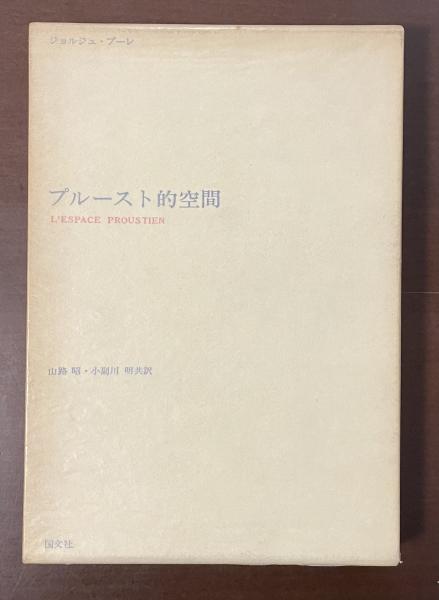 ジョルジュ・プーレ
プルースト的空間
L'ESPACE PROUSTIEN
山路 昭・小副川 明共訳
国文社